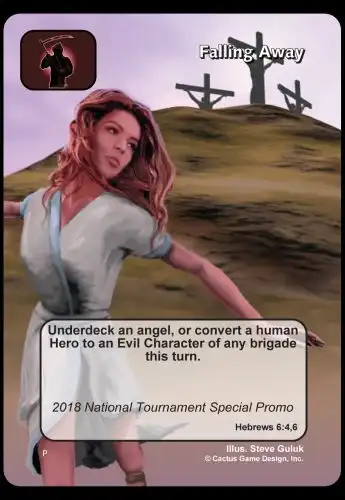 Falling Away
Underdeck an angel, or convert a human
Hero to an Evil Character of any brigade
this turn.
2018 National Tournament Special Promo
Hebrews 6:4,6
P
Illus. Steve Guluk
© Cactus Game Design, Inc.